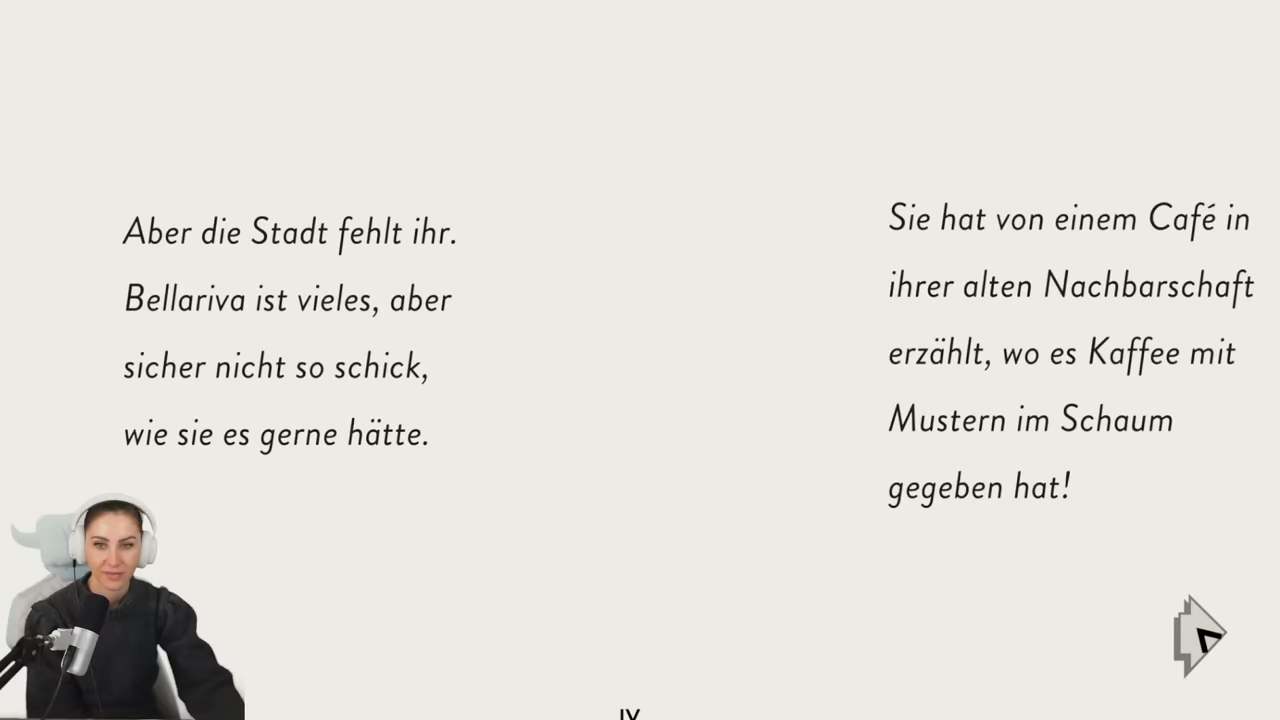 Aber die Stadt fehlt ihr.
Bellariva ist vieles, aber
sicher nicht so schick,
wie sie es gerne hätte.
Sie hat von einem Café in
ihrer alten Nachbarschaft
erzählt, wo es Kaffee mit
Mustern im Schaum
gegeben hat!
IV